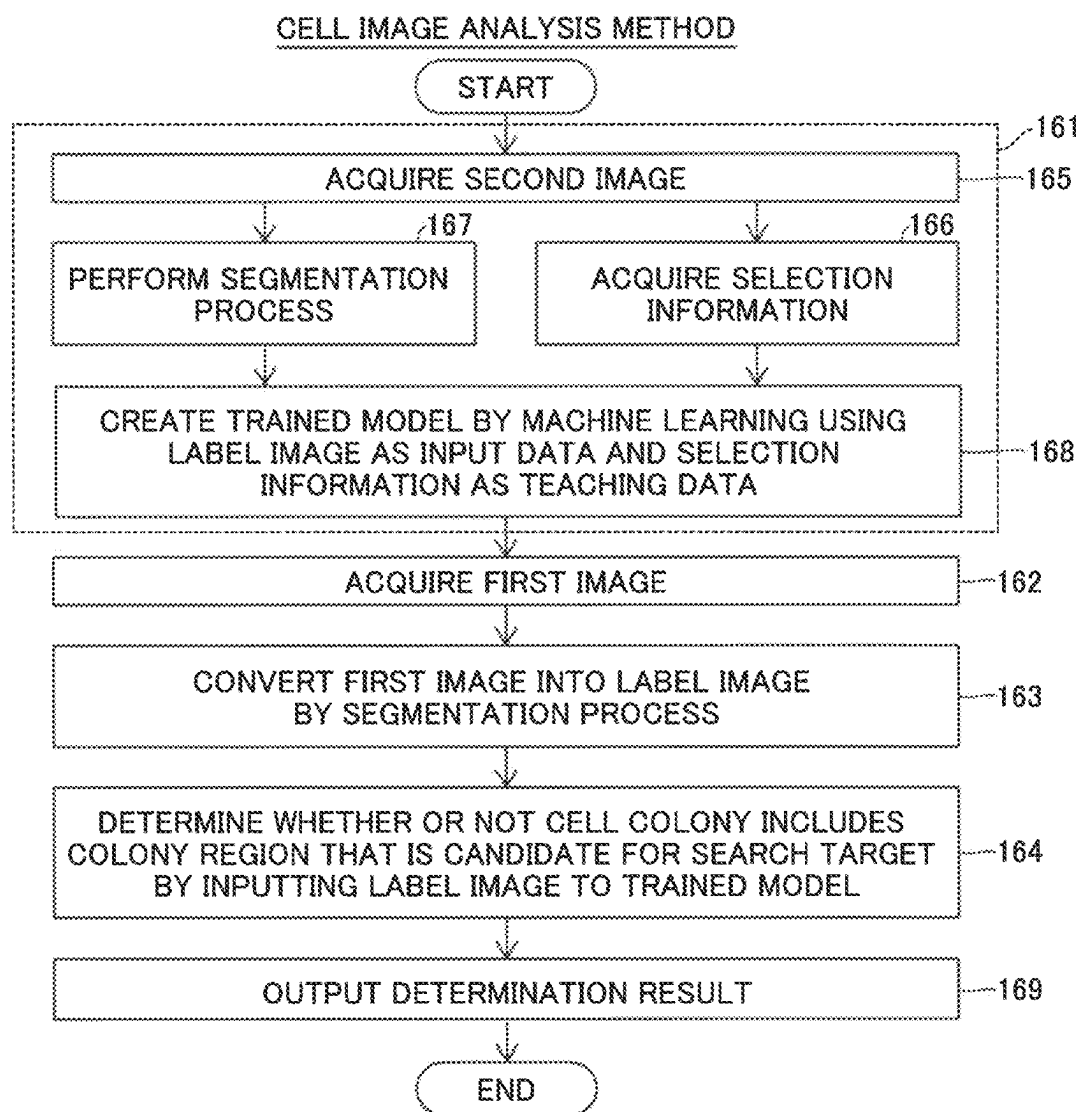 CELL IMAGE ANALYSIS METHOD
START
161
ACQUIRE SECOND IMAGE
165
167
PERFORM SEGMENTATION
PROCESS
166
ACQUIRE SELECTION
INFORMATION
CREATE TRAINED MODEL BY MACHINE LEARNING USING
LABEL IMAGE AS INPUT DATA AND SELECTION
INFORMATION AS TEACHING DATA
168
ACQUIRE FIRST IMAGE
162
CONVERT FIRST IMAGE INTO LABEL IMAGE
BY SEGMENTATION PROCESS
163
DETERMINE WHETHER OR NOT CELL COLONY INCLUDES
COLONY REGION THAT IS CANDIDATE FOR SEARCH TARGET
BY INPUTTING LABEL IMAGE TO TRAINED MODEL
164
OUTPUT DETERMINATION RESULT
169
END